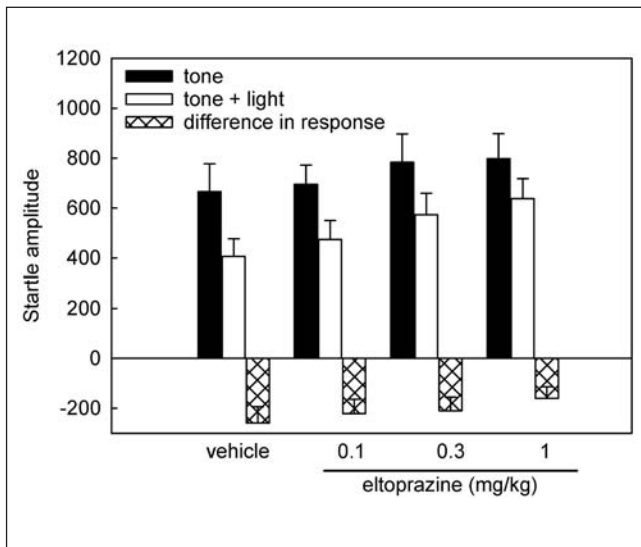 1200
1000
800
600
400
200
0
-200
Startle amplitude
tone
tone + light
difference in response
vehicle 0.1 0.3 1
eltoprazine (mg/kg)